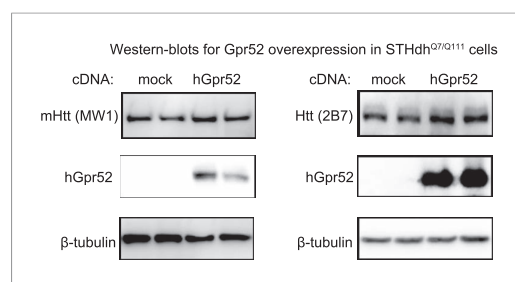 Western-blots for Gpr52 overexpression in STHdhQ7/Q111 cells
cDNA: mock hGpr52
mHtt (MW1)
hGpr52
β-tubulin
cDNA: mock hGpr52
Htt (2B7)
hGpr52
β-tubulin